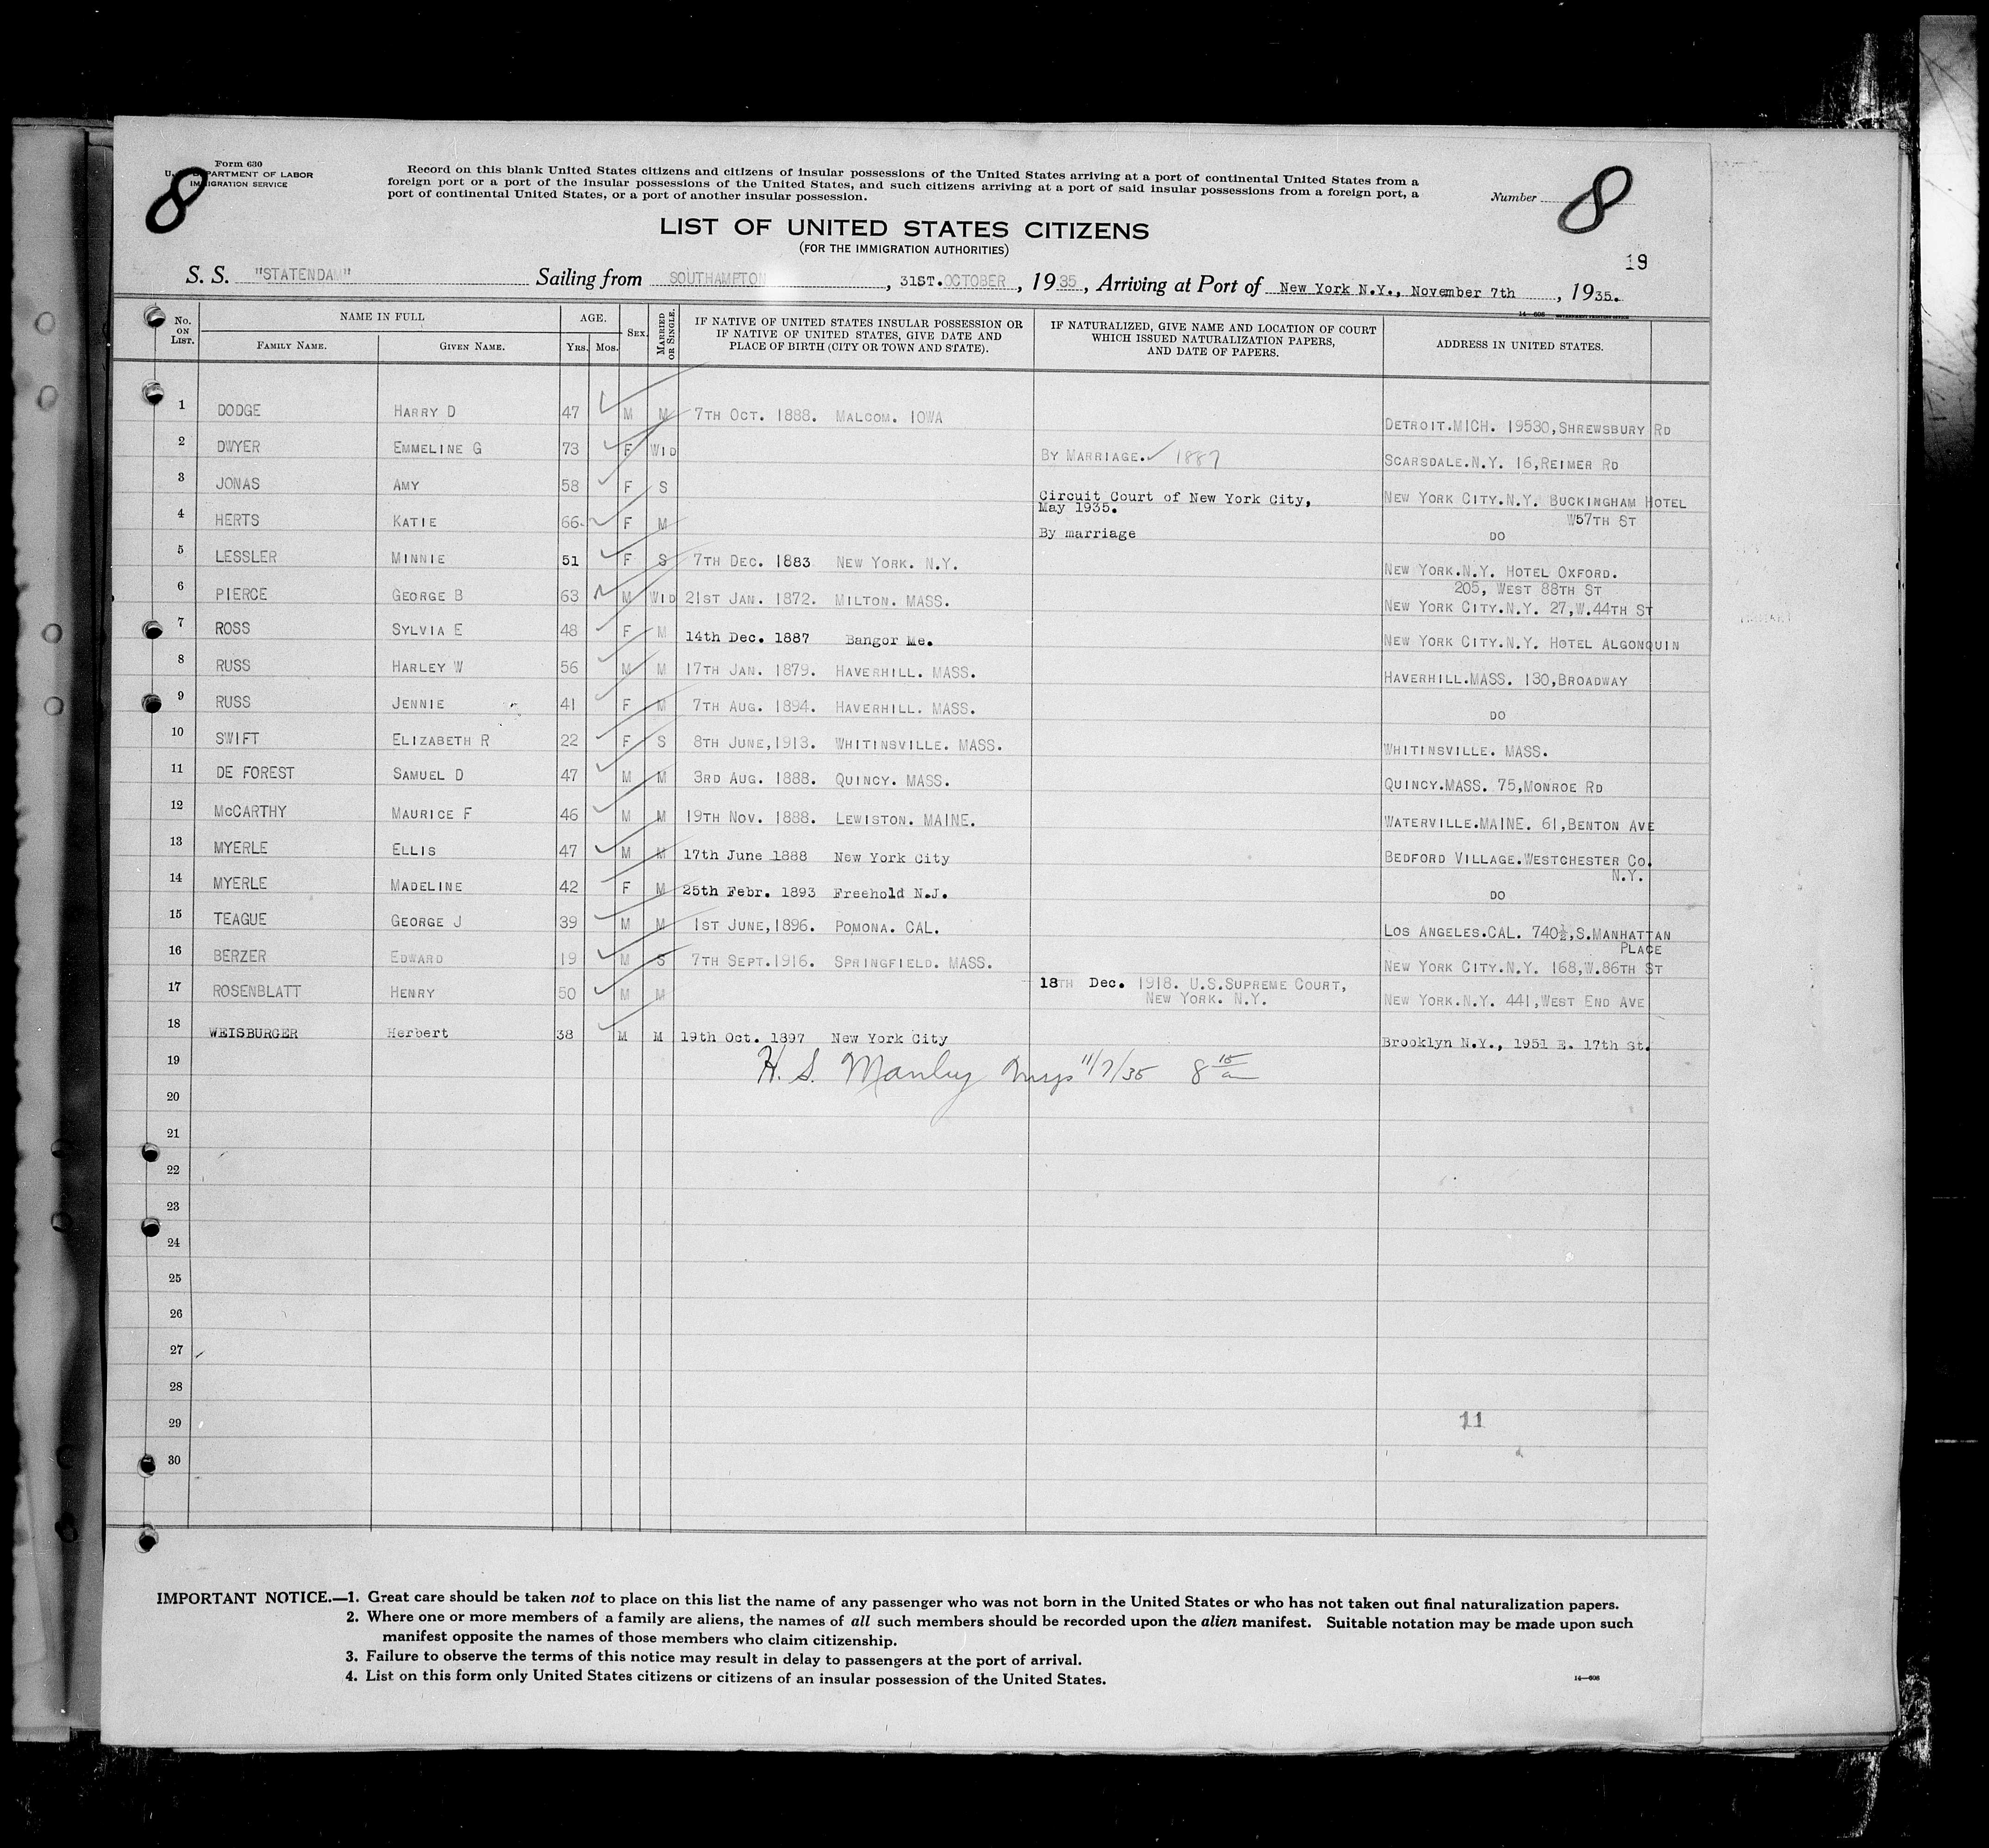 Form 630
U. DEPARTMENT OF LABOR
IMMIGRATION SERVICE
8
Record on this blank United States citizens and citizens of insular possessions of the United States arriving at a port of continental United States from a
foreign port or a port of the insular possessions of the United States, and such citizens arriving at a port of said insular possessions from a foreign port, a
port of continental United States, or a port of another insular possession.
Number 8
LIST OF UNITED STATES CITIZENS
(FOR THE IMMIGRATION AUTHORITIES)
19
S. S. "STATENDAM" Sailing from SOUTHAMPTON, 31ST.OCTOBER, 1935, Arriving at Port of New York N.Y., November 7th, 1935.
14—608
No. ON LIST. NAME IN FULL FAMILY NAME. GIVEN NAME. AGE. YRS. MOS. SEX. MARRIED OR SINGLE. IF NATIVE OF UNITED STATES INSULAR POSSESSION OR IF NATIVE OF UNITED STATES, GIVE DATE AND PLACE OF BIRTH (CITY OR TOWN AND STATE). IF NATURALIZED, GIVE NAME AND LOCATION OF COURT WHICH ISSUED NATURALIZATION PAPERS, AND DATE OF PAPERS. ADDRESS IN UNITED STATES.
1 DODGE HARRY D 47 M M 7TH OCT. 1888. MALCOM. IOWA DETROIT.MICH. 19530,SHREWSBURY RD
2 DWYER EMMELINE G 73 F WID BY MARRIAGE. 1887 SCARSDALE.N.Y. 16,REIMER RD
3 JONAS AMY 58 F S Circuit Court of New York City, May 1935. NEW YORK CITY.N.Y. BUCKINGHAM HOTEL W57TH ST
4 HERTS KATIE 66 F M By marriage DO
5 LESSLER MINNIE 51 F S 7TH DEC. 1883 NEW YORK. N.Y. NEW YORK.N.Y. HOTEL OXFORD. 205, WEST 88TH ST
6 PIERCE GEORGE B 63 M WID 21ST JAN. 1872. MILTON. MASS. NEW YORK CITY.N.Y. 27,W.44TH ST
7 ROSS SYLVIA E 48 F M 14th Dec. 1887 Bangor Me. NEW YORK CITY.N.Y. HOTEL ALGONQUIN
8 RUSS HARLEY W 56 M M 17TH JAN. 1879. HAVERHILL. MASS. HAVERHILL.MASS. 130,BROADWAY
9 RUSS JENNIE 41 F M 7TH AUG. 1894. HAVERHILL. MASS. DO
10 SWIFT ELIZABETH R 22 F S 8TH JUNE,1913. WHITINSVILLE. MASS. WHITINSVILLE. MASS.
11 DE FOREST SAMUEL D 47 M M 3RD AUG. 1888. QUINCY. MASS. QUINCY.MASS. 75,MONROE RD
12 McCARTHY MAURICE F 46 M M 19TH NOV. 1888. LEWISTON. MAINE. WATERVILLE.MAINE. 61,BENTON AVE
13 MYERLE ELLIS 47 M M 17th June 1888 New York City BEDFORD VILLAGE.WESTCHESTER Co. N.Y.
14 MYERLE MADELINE 42 F M 25th Febr. 1893 Freehold N.J. DO
15 TEAGUE GEORGE J 39 M M 1ST JUNE,1896. POMONA. CAL. LOS ANGELES.CAL. 740½,S.MANHATTAN PLACE
16 BERZER EDWARD 19 M S 7TH SEPT.1916. SPRINGFIELD. MASS. NEW YORK CITY.N.Y. 168,W.86TH ST
17 ROSENBLATT HENRY 50 M M 18TH Dec. 1918. U.S.SUPREME COURT, NEW YORK. N.Y. NEW YORK.N.Y. 441,WEST END AVE
18 WEISBURGER Herbert 38 M M 19th Oct. 1897 New York City Brooklyn N.Y., 1951 E. 17th St.
19 H. S. Manley Insp 11/7/35 8 15 a
20
21
22
23
24
25
26
27
28
29 11
30
IMPORTANT NOTICE.—1. Great care should be taken not to place on this list the name of any passenger who was not born in the United States or who has not taken out final naturalization papers.
2. Where one or more members of a family are aliens, the names of all such members should be recorded upon the alien manifest. Suitable notation may be made upon such
manifest opposite the names of those members who claim citizenship.
3. Failure to observe the terms of this notice may result in delay to passengers at the port of arrival.
4. List on this form only United States citizens or citizens of an insular possession of the United States.
14—608